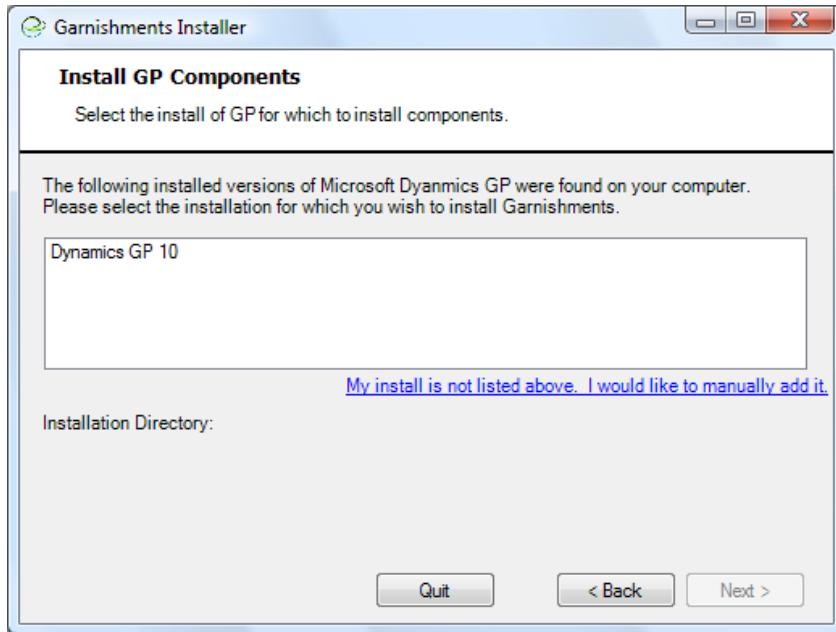 Garnishments Installer
Install GP Components
Select the install of GP for which to install components.
The following installed versions of Microsoft Dyanmics GP were found on your computer.
Please select the installation for which you wish to install Garnishments.
Dynamics GP 10
My install is not listed above.  I would like to manually add it.
Installation Directory:
Quit
< Back
Next >